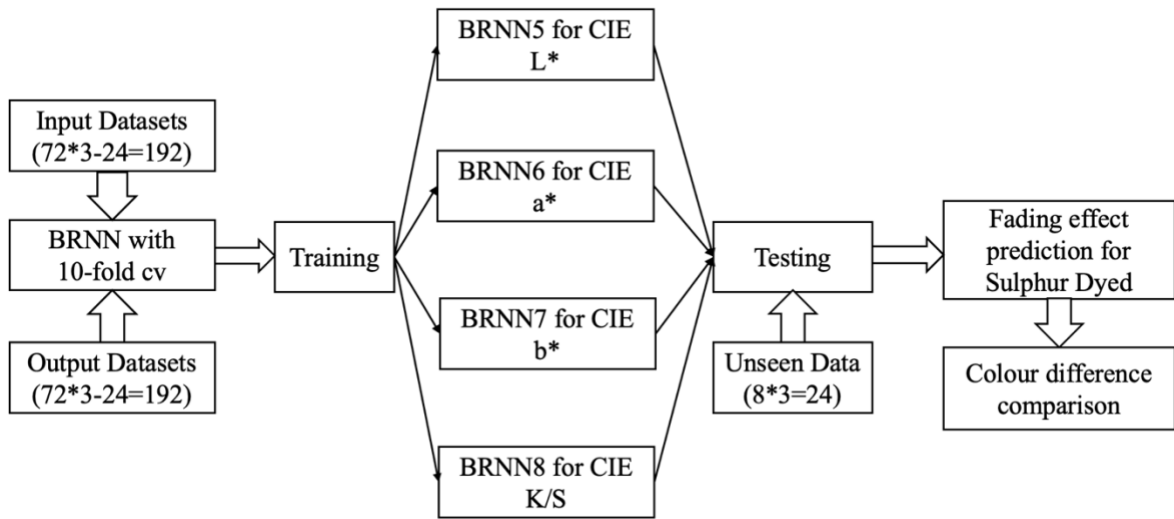 Input Datasets
(72*3-24=192)
BRNN with
10-fold cv
Output Datasets
(72*3-24=192)
Training
BRNN5 for CIE
L*
BRNN6 for CIE
a*
BRNN7 for CIE
b*
BRNN8 for CIE
K/S
Testing
Unseen Data
(8*3=24)
Fading effect
prediction for
Sulphur Dyed
Colour difference
comparison